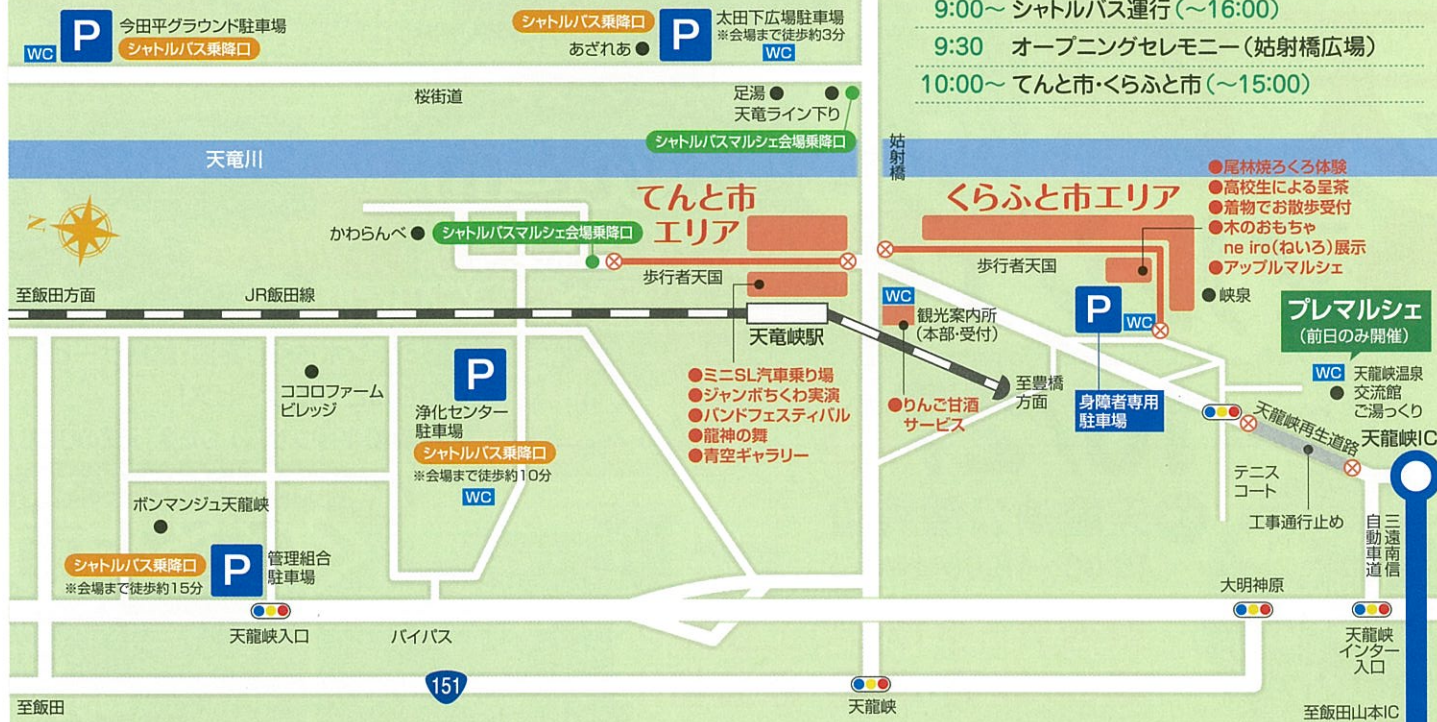 今田平グラウンド駐車場
P
WC
シャトルバス乗降口
シャトルバス乗降口
あざれあ
P
太田下広場駐車場
※会場まで徒歩約3分
WC
9:00～ シャトルバス運行(～16:00)
9:30 オープニングセレモニー(姑射橋広場)
10:00～ てんと市・くらふと市(～15:00)
桜街道
足湯
天竜ライン下り
シャトルバスマルシェ会場乗降口
天竜川
姑射橋
N
かわらんべ
シャトルバスマルシェ会場乗降口
てんと市
エリア
歩行者天国
くらふと市エリア
歩行者天国
●尾林焼ろくろ体験
●高校生による呈茶
●着物でお散歩受付
●木のおもちゃ
ne iro(ねいろ)展示
●アップルマルシェ
峡泉
至飯田方面
JR飯田線
天竜峡駅
WC
観光案内所
(本部・受付)
P
WC
身障者専用
駐車場
プレマルシェ
(前日のみ開催)
WC
天龍峡温泉
交流館
ご湯っくり
ココロファーム
ビレッジ
P
浄化センター
駐車場
シャトルバス乗降口
※会場まで徒歩約10分
WC
●ミニSL汽車乗り場
●ジャンボちくわ実演
●バンドフェスティバル
●龍神の舞
●青空ギャラリー
●りんご甘酒
サービス
至豊橋
方面
天龍峡再生道路
天龍峡IC
テニス
コート
工事通行止め
三遠南信
自動車道
ボンマンジュ天龍峡
シャトルバス乗降口
※会場まで徒歩約15分
P
管理組合
駐車場
天龍峡入口
バイパス
大明神原
天龍峡
インター
入口
151
至飯田
天龍峡
至飯田山本IC